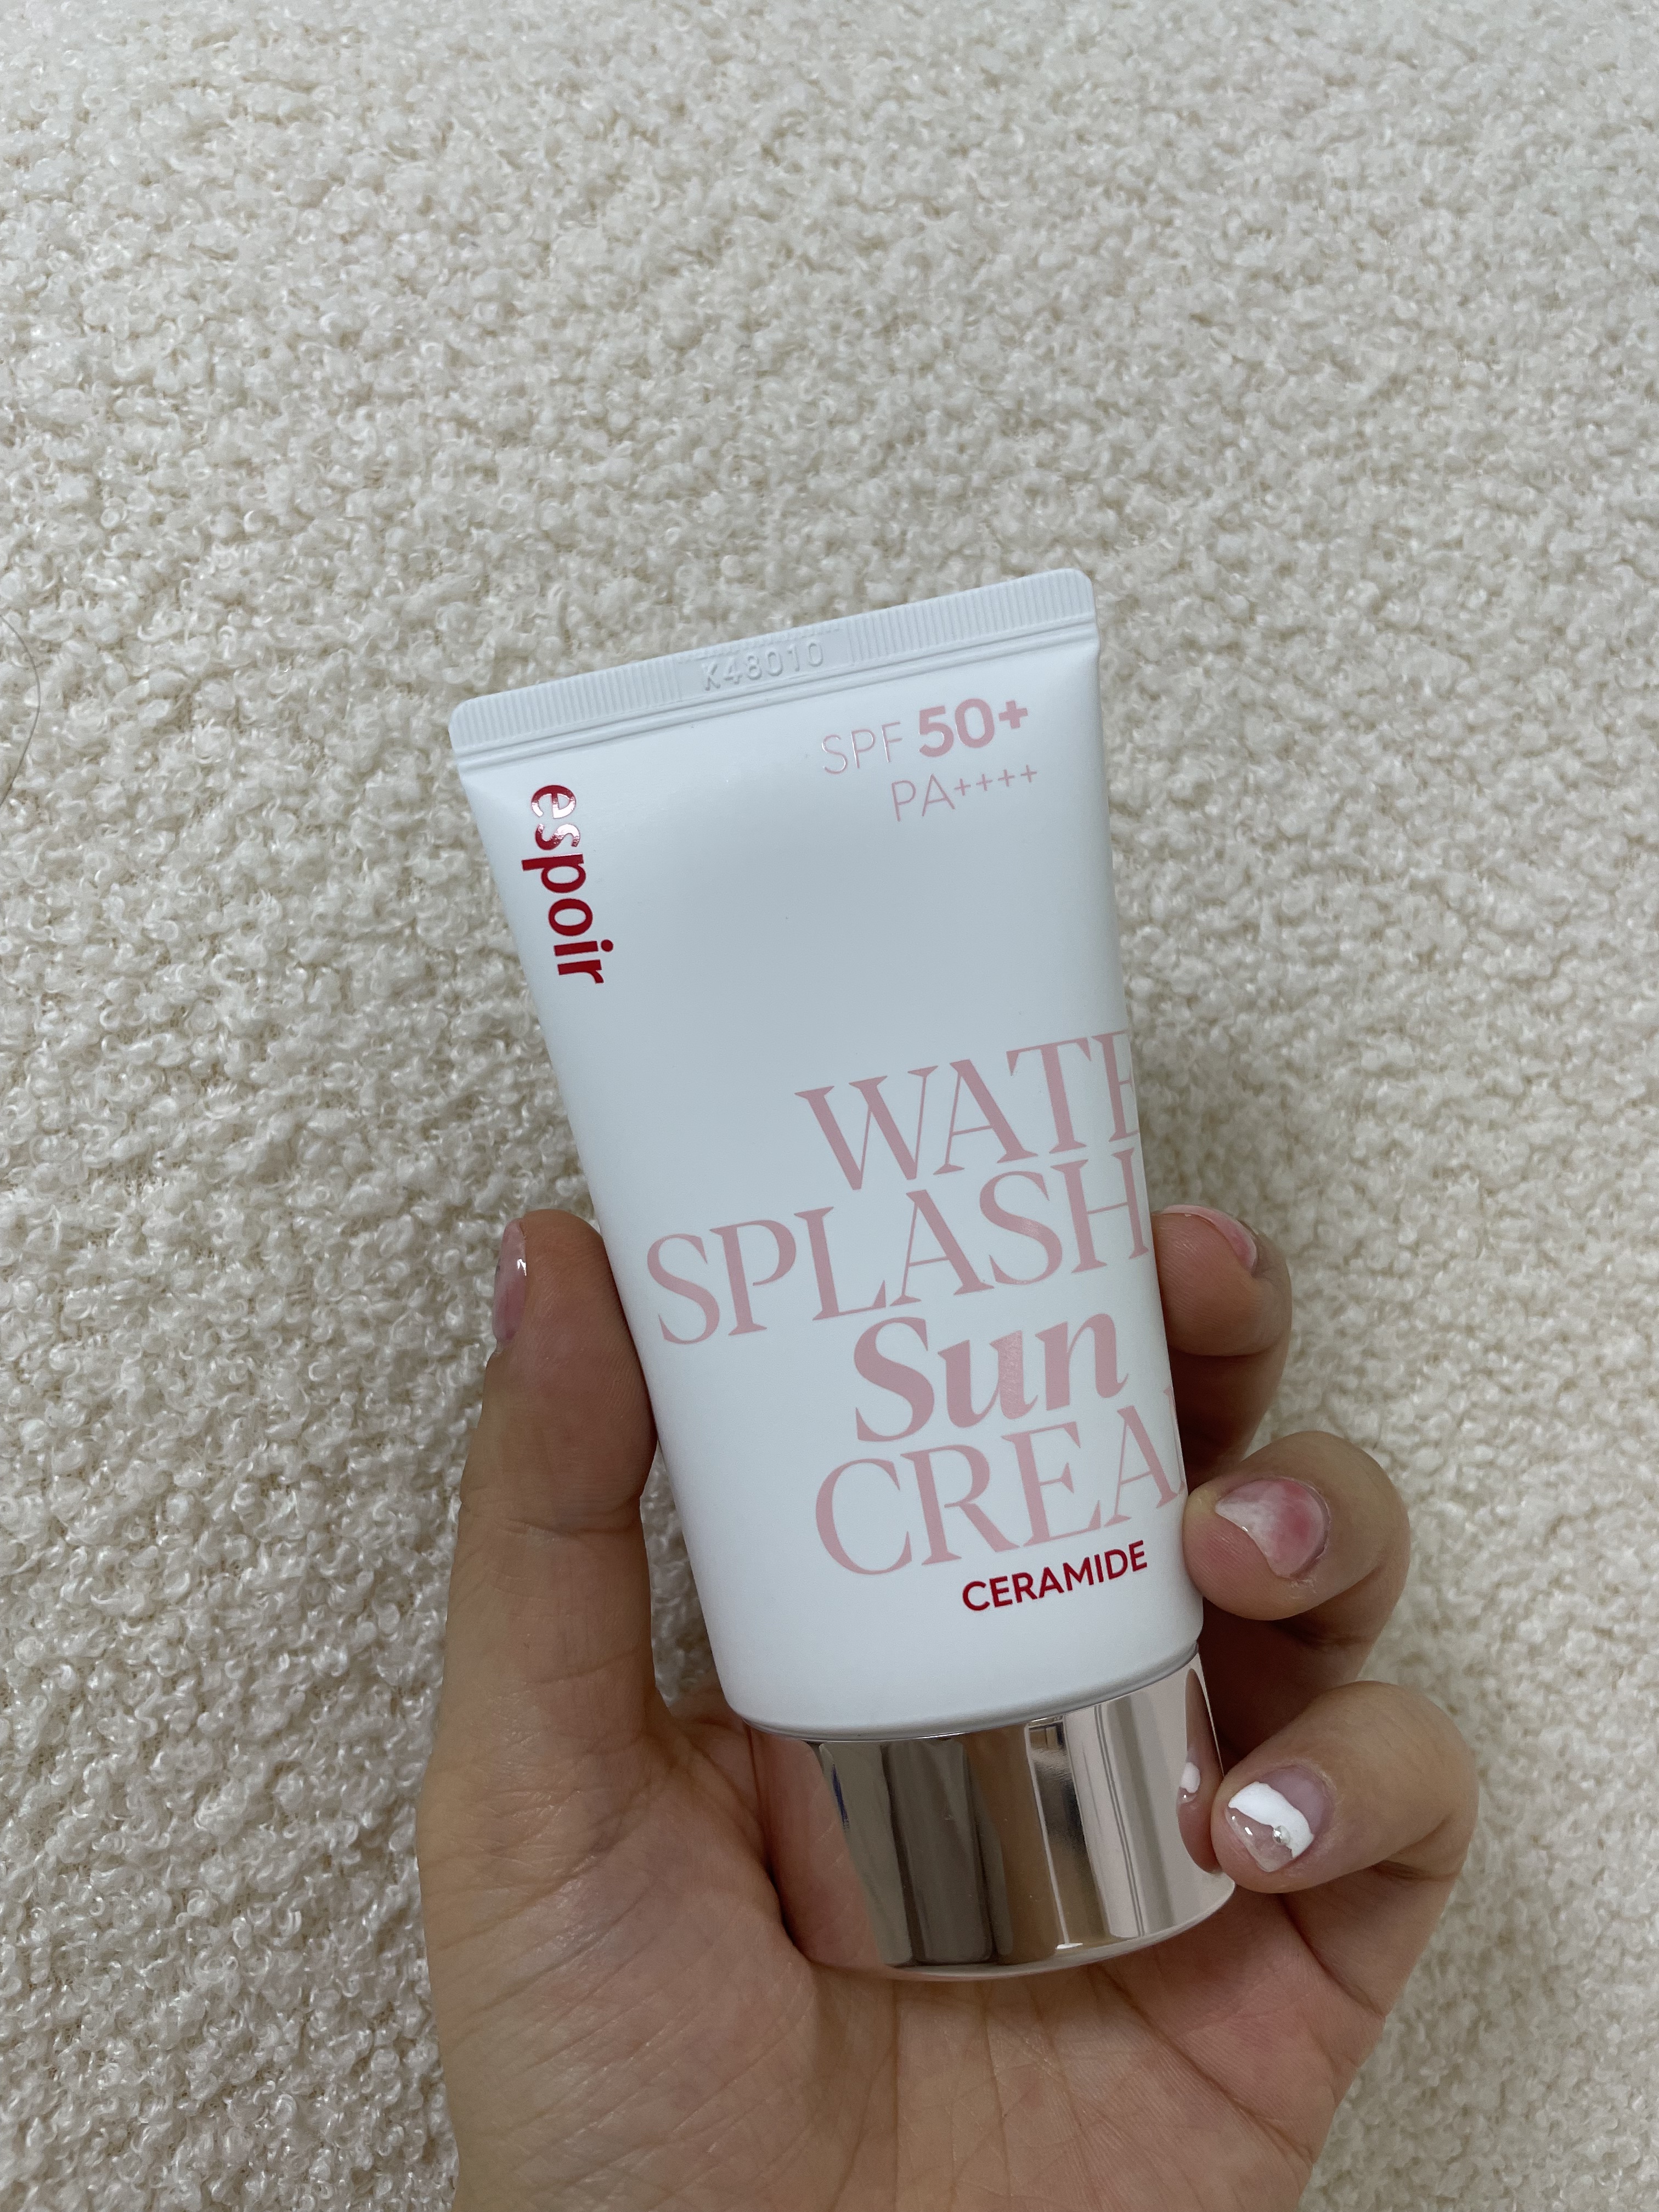 K48010
SPF 50+
PA++++
espoir
WATE
SPLASH
Sun
CREA
CERAMIDE